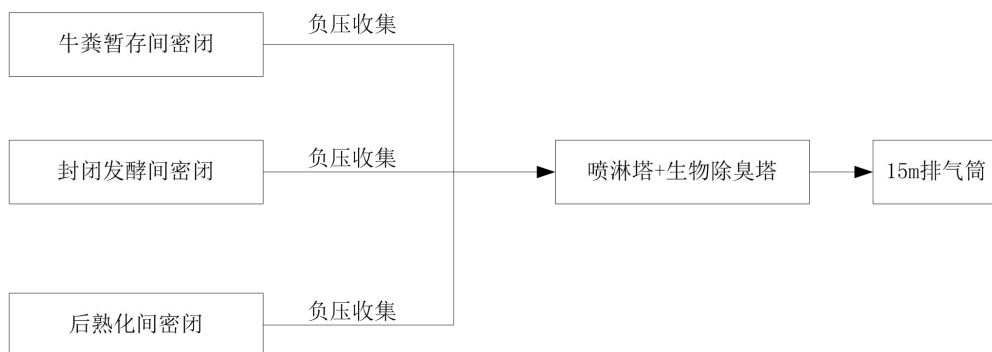 牛粪暂存间密闭
负压收集
封闭发酵间密闭
负压收集
喷淋塔+生物除臭塔
15m排气筒
后熟化间密闭
负压收集